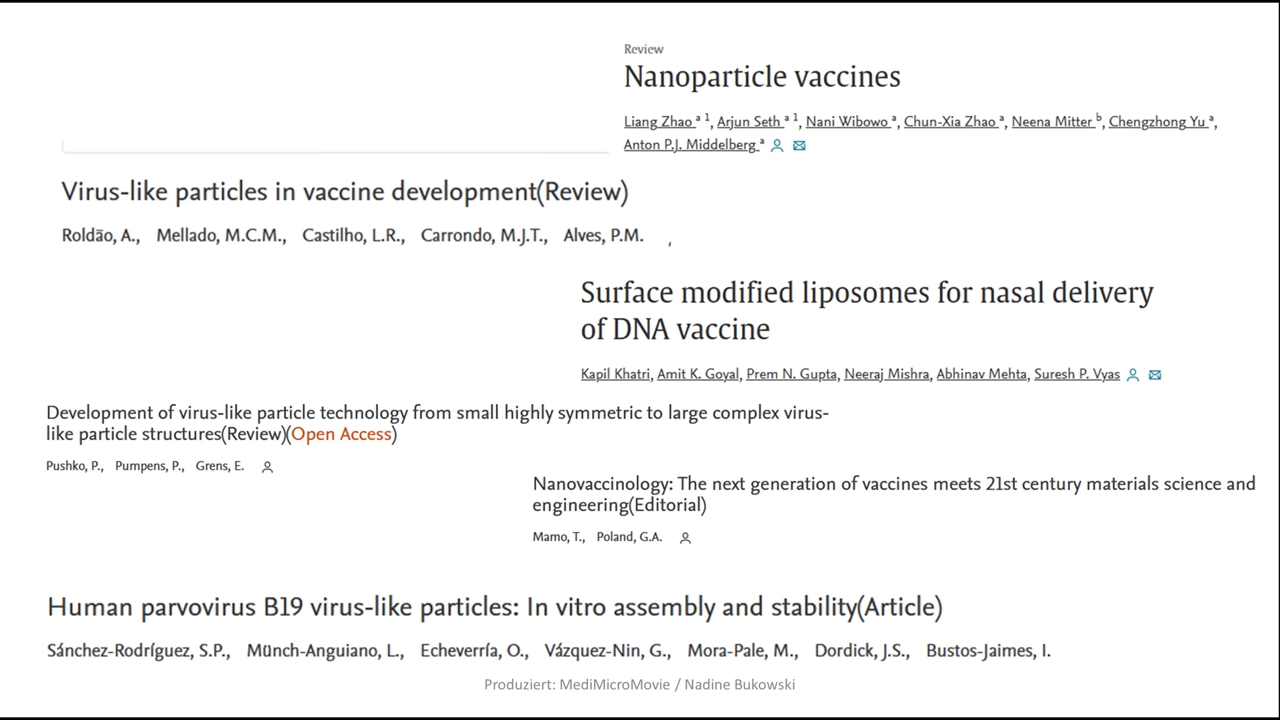 Review
Nanoparticle vaccines
Liang Zhao a 1, Arjun Seth a 1, Nani Wibowo a, Chun-Xia Zhao a, Neena Mitter b, Chengzhong Yu a,
Anton P.J. Middelberg a
Virus-like particles in vaccine development(Review)
Roldão, A., Mellado, M.C.M., Castilho, L.R., Carrondo, M.J.T., Alves, P.M. ,
Surface modified liposomes for nasal delivery
of DNA vaccine
Kapil Khatri, Amit K. Goyal, Prem N. Gupta, Neeraj Mishra, Abhinav Mehta, Suresh P. Vyas
Development of virus-like particle technology from small highly symmetric to large complex virus-
like particle structures(Review)(Open Access)
Pushko, P., Pumpens, P., Grens, E.
Nanovaccinology: The next generation of vaccines meets 21st century materials science and
engineering(Editorial)
Mamo, T., Poland, G.A.
Human parvovirus B19 virus-like particles: In vitro assembly and stability(Article)
Sánchez-Rodríguez, S.P., Münch-Anguiano, L., Echeverría, O., Vázquez-Nin, G., Mora-Pale, M., Dordick, J.S., Bustos-Jaimes, I.
Produziert: MediMicroMovie / Nadine Bukowski